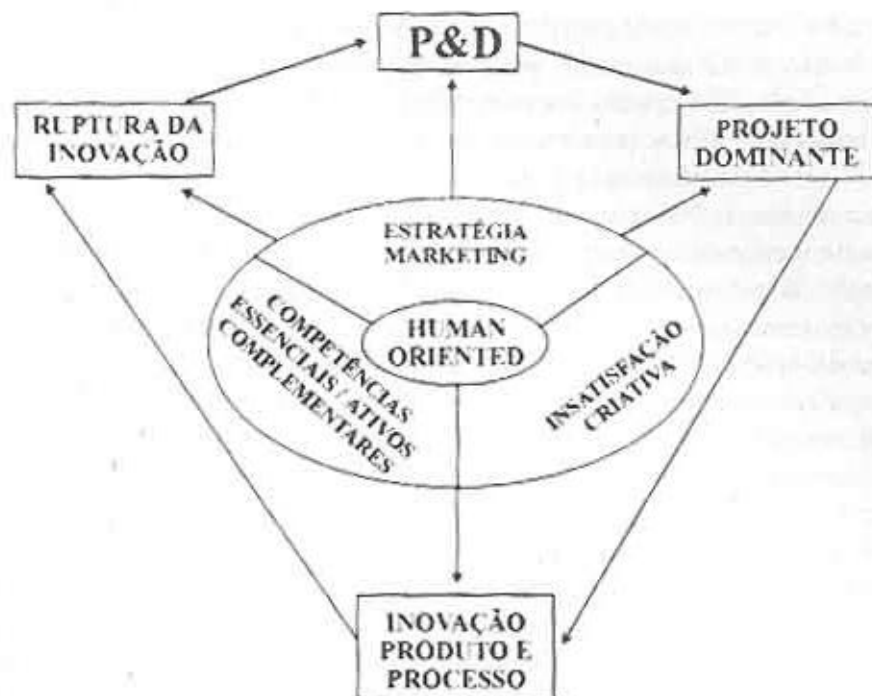 P&D
RUPTURA DA
INOVAÇÃO
PROJETO
DOMINANTE
ESTRATÉGIA
MARKETING
COMPETÊNCIAS
ESSENCIAIS / ATIVOS
COMPLEMENTARES
HUMAN
ORIENTED
INSATISFAÇÃO
CRIATIVA
INOVAÇÃO
PRODUTO E
PROCESSO